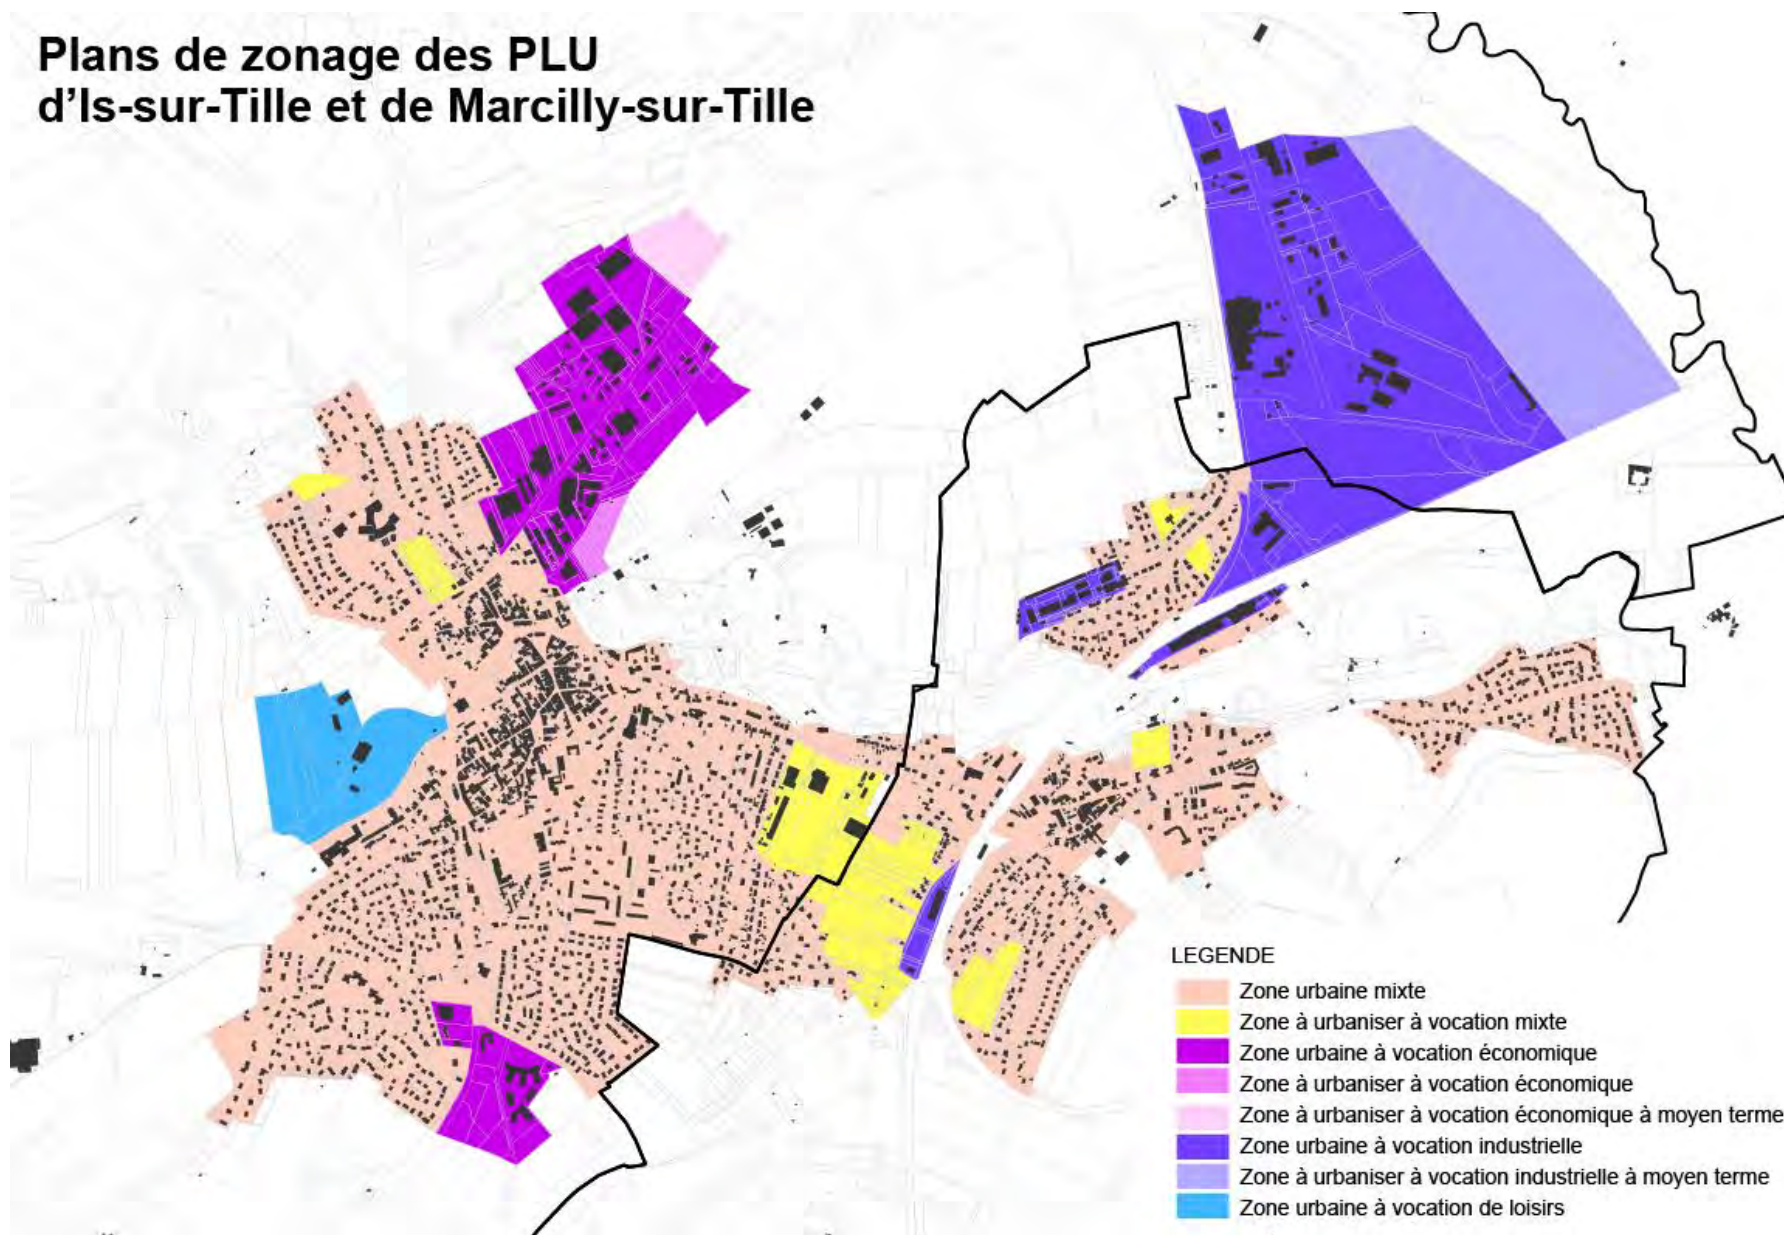 Plans de zonage des PLU
d'Is-sur-Tille et de Marcilly-sur-Tille
LEGENDE
Zone urbaine mixte
Zone à urbaniser à vocation mixte
Zone urbaine à vocation économique
Zone à urbaniser à vocation économique
Zone à urbaniser à vocation économique à moyen terme
Zone urbaine à vocation industrielle
Zone à urbaniser à vocation industrielle à moyen terme
Zone urbaine à vocation de loisirs